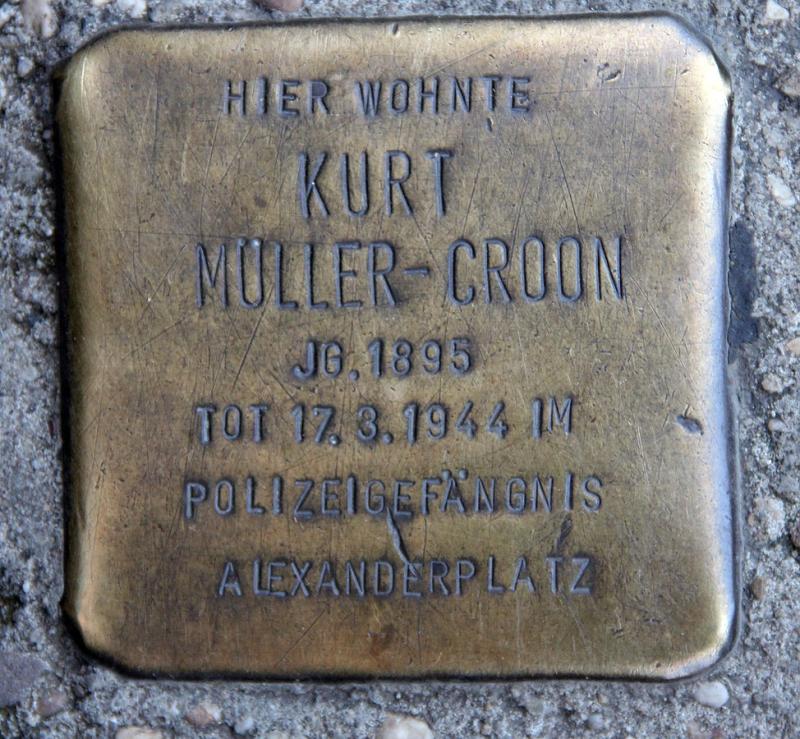 HIER WOHNTE
KURT
MÜLLER-CROON
JG. 1895
TOT 17. 3. 1944 IM
POLIZEIGEFÄNGNIS
ALEXANDERPLATZ